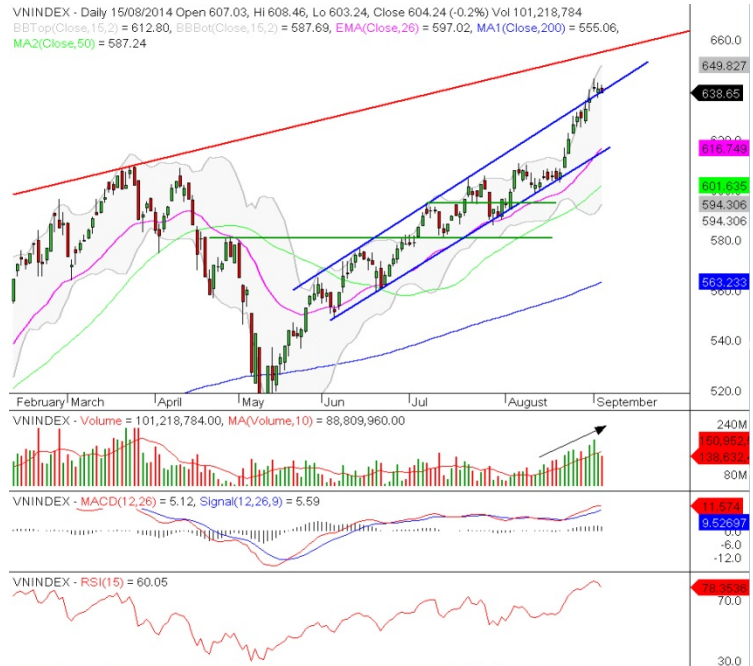 VNINDEX - Daily 15/08/2014 Open 607.03, Hi 608.46, Lo 603.24, Close 604.24 (-0.2%) Vol 101,218,784
BBTop(Close,15,2) = 612.80, BBBot(Close,15,2) = 587.69, EMA(Close,26) = 597.02, MA1(Close,200) = 555.06,
MA2(Close,50) = 587.24
660.0
649.827
638.65
616.749
601.635
594.306
594.306
580.0
563.233
540.0
520.0
February March April May Jun Jul August September
VNINDEX - Volume = 101,218,784.00, MA(Volume,10) = 88,809,960.00
240M
150,952,
138,632,
80M
VNINDEX - MACD(12,26) = 5.12, Signal(12,26,9) = 5.59
11.574
9.52697
0.0
-6.0
-12.0
VNINDEX - RSI(15) = 60.05
78.3536
70.0
30.0